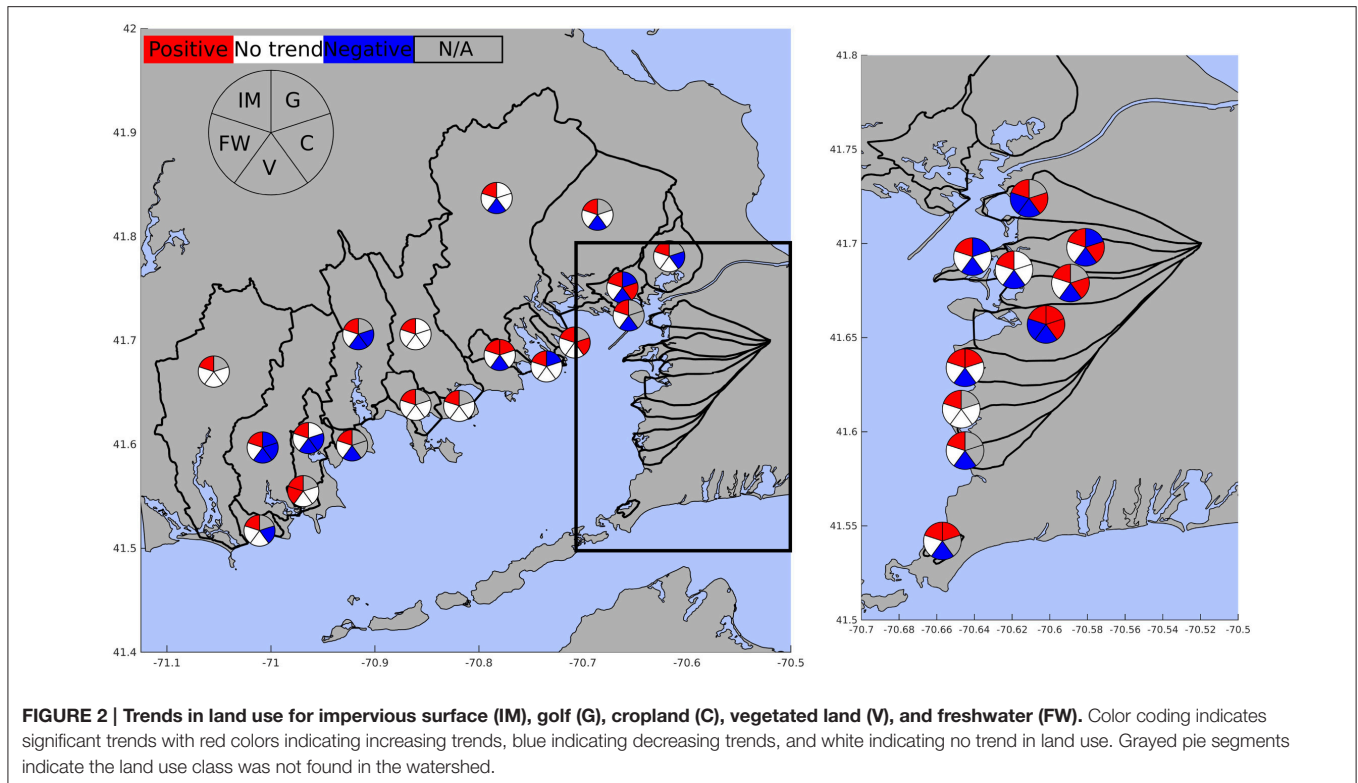 42
41.9
41.8
41.7
41.6
41.5
41.4
-71.1 -71 -70.9 -70.8 -70.7 -70.6 -70.5
Positive No trend Negative N/A
IM G
FW C
V
41.8
41.75
41.7
41.65
41.6
41.55
41.5
-70.7 -70.68 -70.66 -70.64 -70.62 -70.6 -70.58 -70.56 -70.54 -70.52 -70.5
FIGURE 2 | Trends in land use for impervious surface (IM), golf (G), cropland (C), vegetated land (V), and freshwater (FW). Color coding indicates
significant trends with red colors indicating increasing trends, blue indicating decreasing trends, and white indicating no trend in land use. Grayed pie segments
indicate the land use class was not found in the watershed.